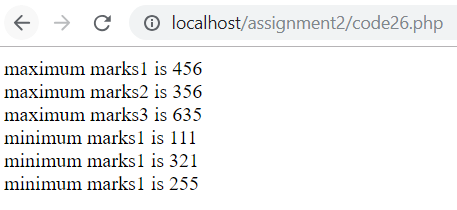 localhost/assignment2/code26.php
maximum marks1 is 456
maximum marks2 is 356
maximum marks3 is 635
minimum marks1 is 111
minimum marks1 is 321
minimum marks1 is 255